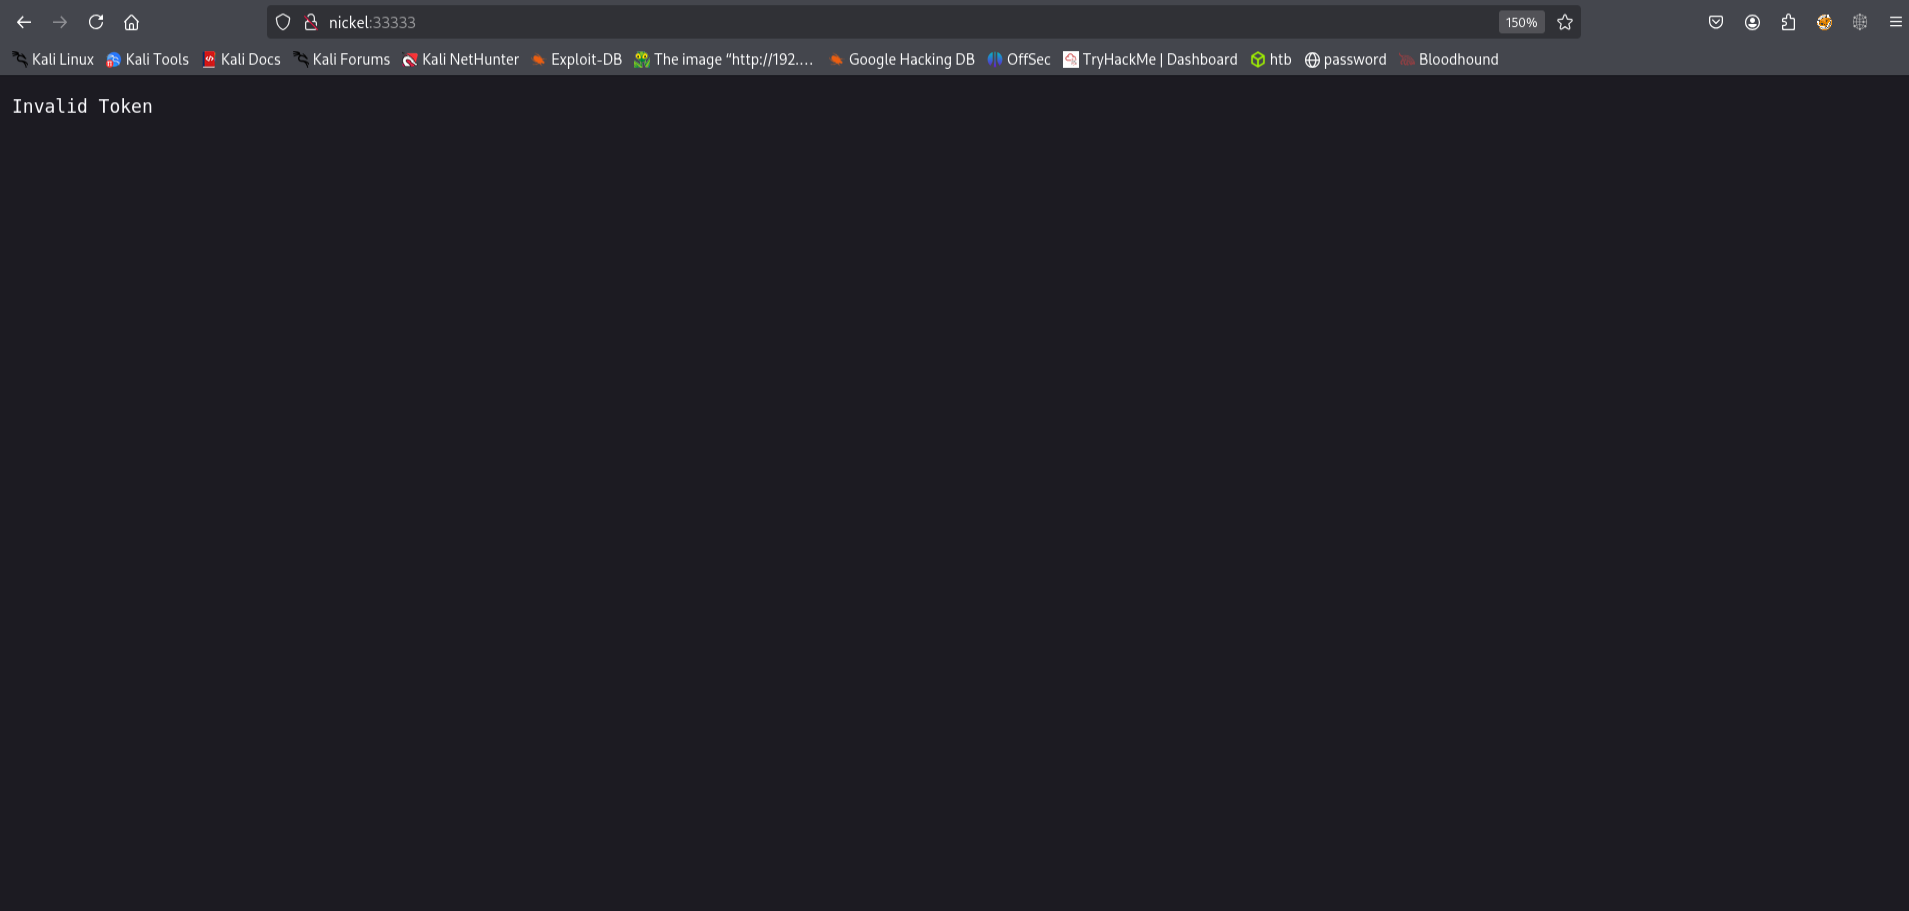 nickel:33333
150%
Kali Linux Kali Tools Kali Docs Kali Forums Kali NetHunter Exploit-DB The image “http://192.... Google Hacking DB OffSec TryHackMe | Dashboard htb password Bloodhound
Invalid Token